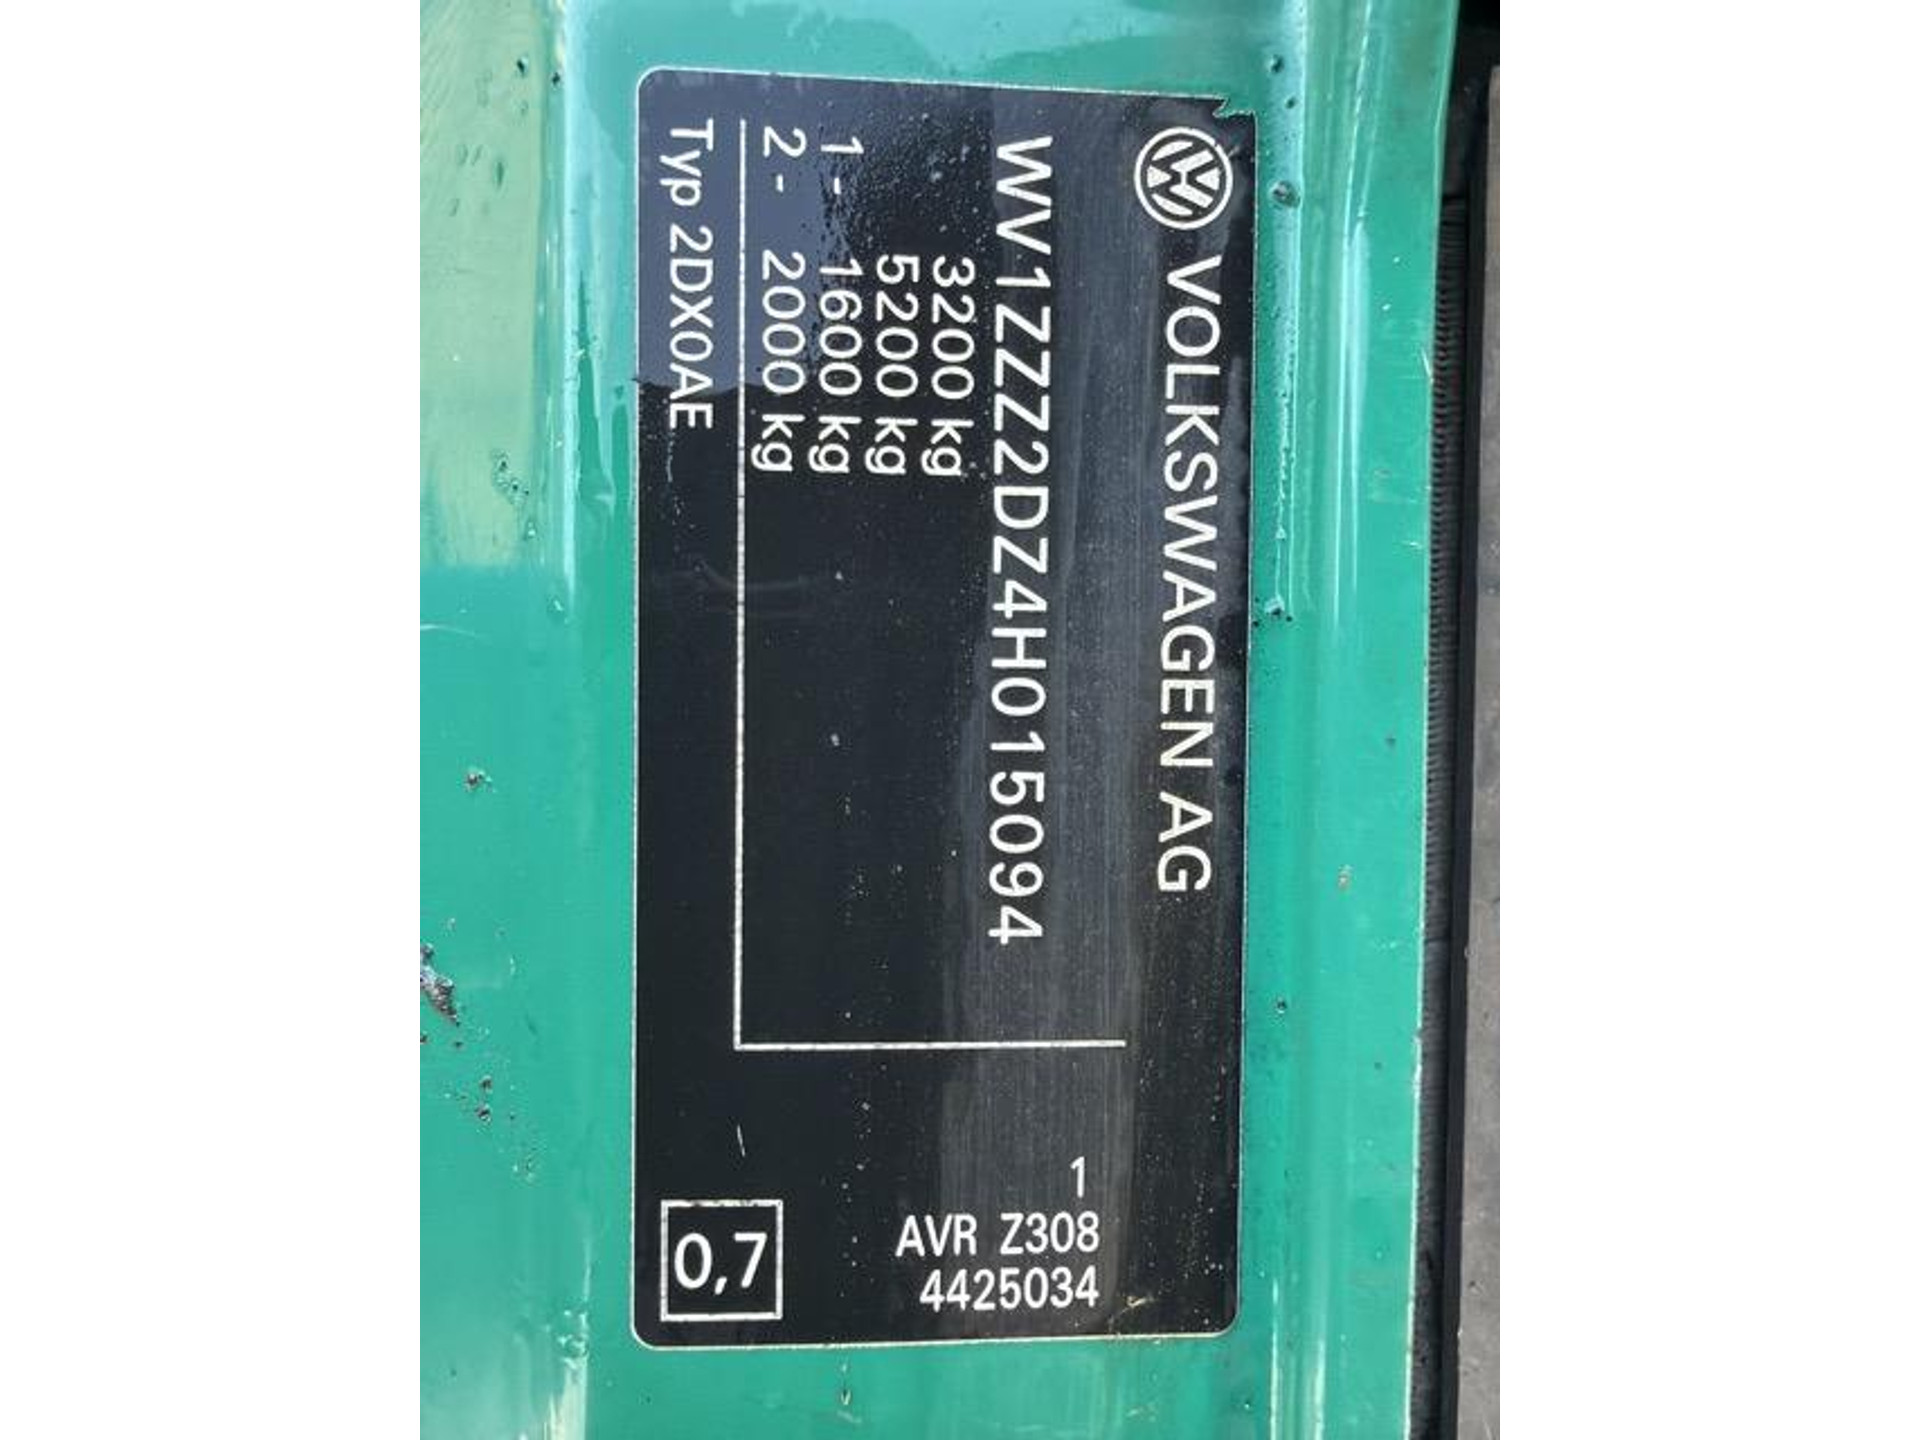 VOLKSWAGEN AG
WV1ZZZ2DZ4H015094
3200 kg
5200 kg
1- 1600 kg
2- 2000 kg
Typ 2DX0AE
1
AVR Z308
4425034
0,7